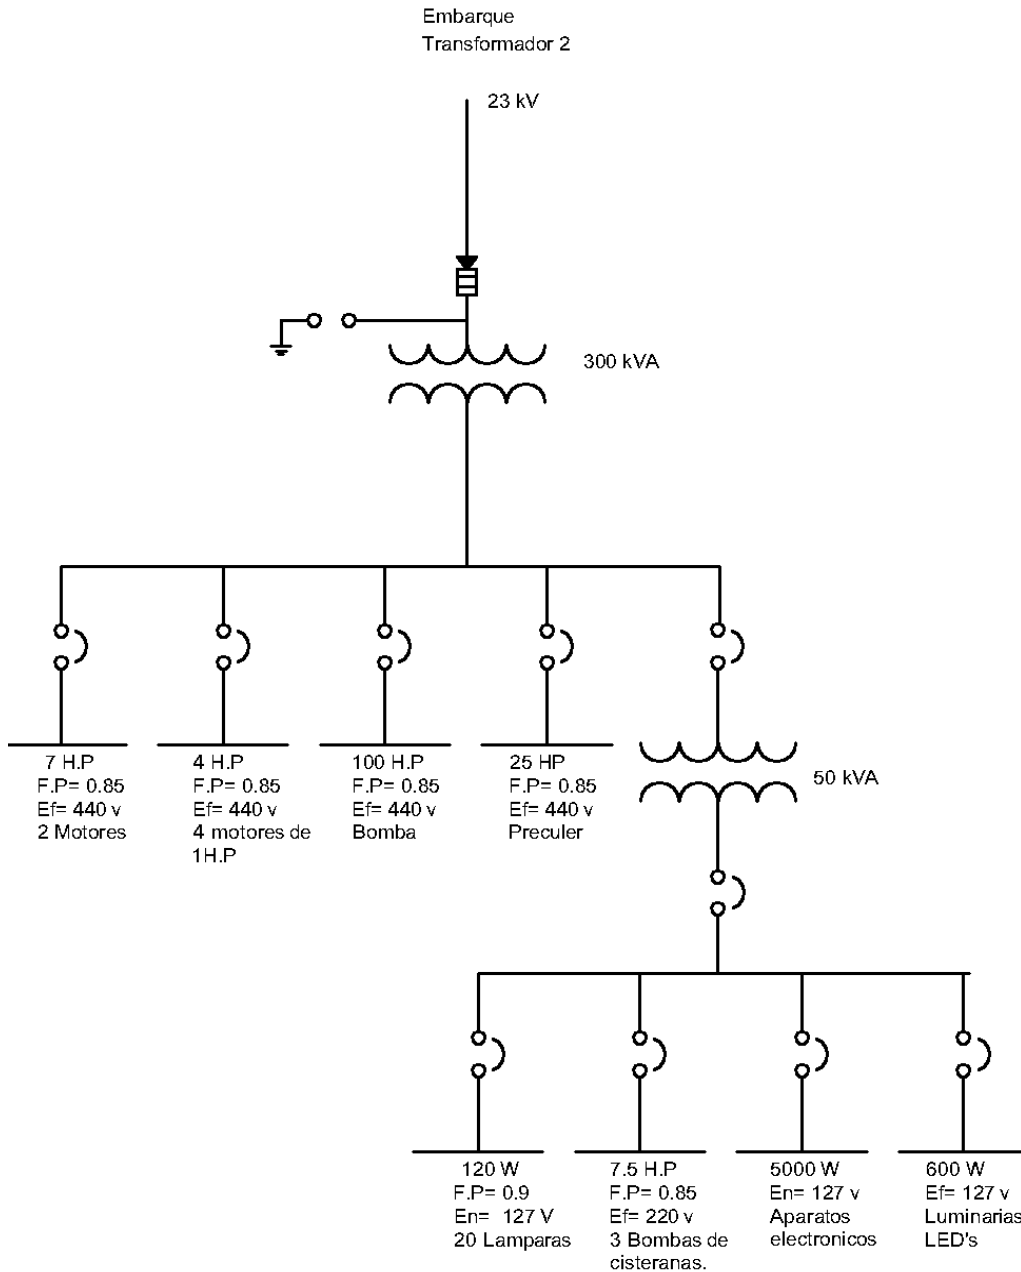 Embarque
Transformador 2
23 kV
300 kVA
7 H.P
F.P= 0.85
Ef= 440 v
2 Motores
4 H.P
F.P= 0.85
Ef= 440 v
4 motores de
1H.P
100 H.P
F.P= 0.85
Ef= 440 v
Bomba
25 HP
F.P= 0.85
Ef= 440 v
Preculer
50 kVA
120 W
F.P= 0.9
En= 127 V
20 Lamparas
7.5 H.P
F.P= 0.85
Ef= 220 v
3 Bombas de
cisteranas.
5000 W
En= 127 v
Aparatos
electronicos
600 W
Ef= 127 v
Luminarias
LED's